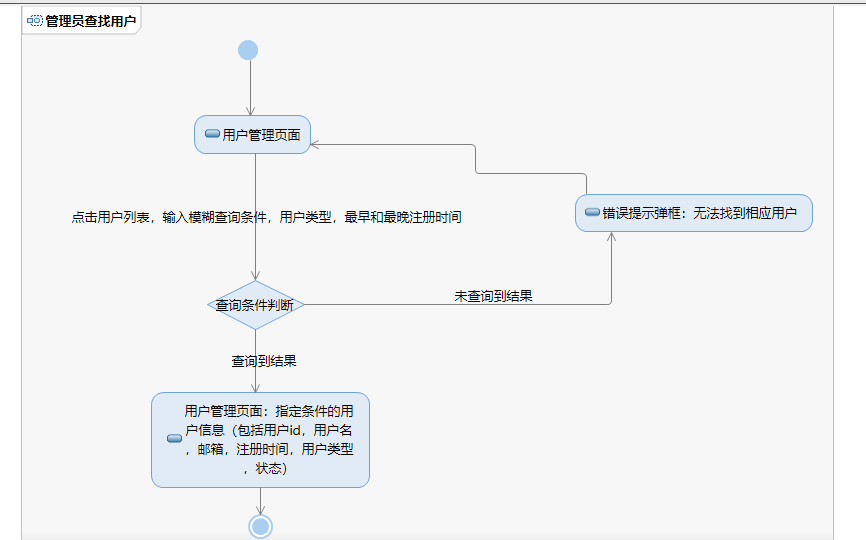 管理员查找用户
用户管理页面
错误提示弹框：无法找到相应用户
点击用户列表，输入模糊查询条件，用户类型，最早和最晚注册时间
查询条件判断
未查询到结果
查询到结果
用户管理页面：指定条件的用
户信息（包括用户id，用户名
，邮箱，注册时间，用户类型
，状态）